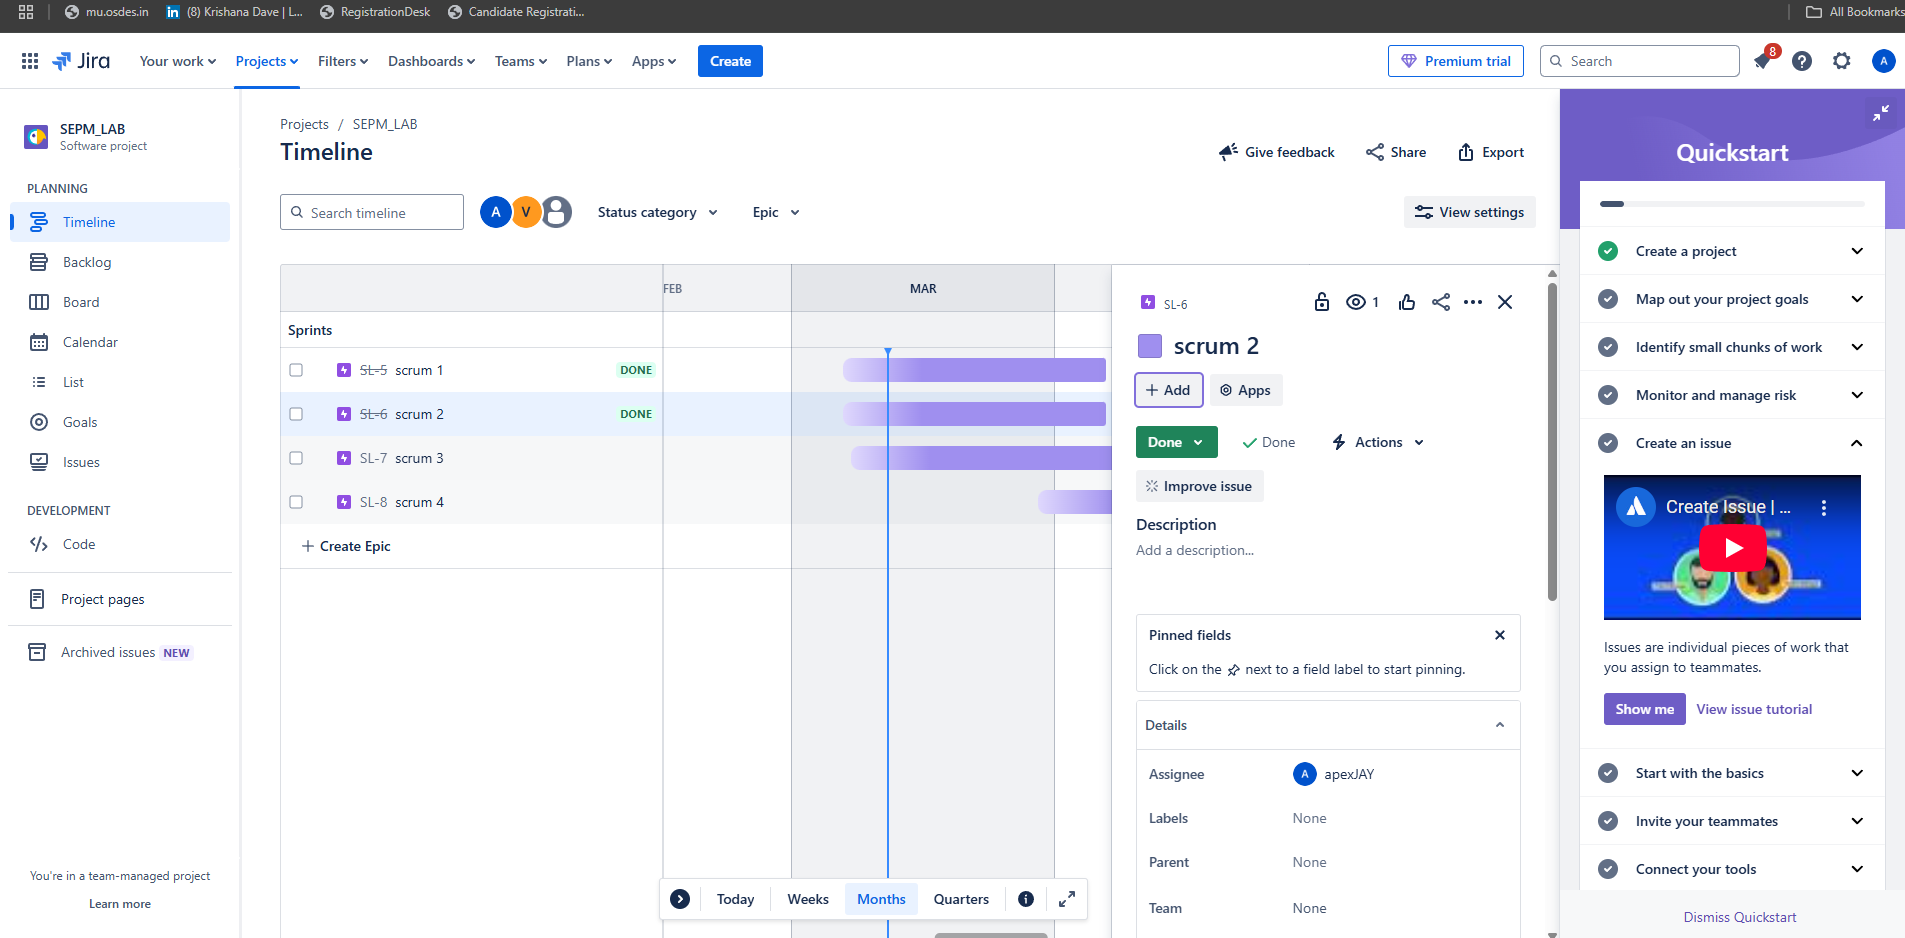 mu.osdes.in
(8) Krishana Dave | L...
RegistrationDesk
Candidate Registrati...
All Bookmarks
Jira
Your work
Projects
Filters
Dashboards
Teams
Plans
Apps
Create
Premium trial
Search
8
A
SEPM_LAB
Software project
PLANNING
Timeline
Backlog
Board
Calendar
List
Goals
Issues
DEVELOPMENT
Code
Project pages
Archived issues NEW
You're in a team-managed project
Learn more
Projects / SEPM_LAB
Timeline
Give feedback
Share
Export
Search timeline
A
V
Status category
Epic
View settings
FEB
MAR
Sprints
SL-5 scrum 1 DONE
SL-6 scrum 2 DONE
SL-7 scrum 3
SL-8 scrum 4
+ Create Epic
Today
Weeks
Months
Quarters
SL-6
1
scrum 2
+ Add
Apps
Done
Done
Actions
Improve issue
Description
Add a description...
Pinned fields
Click on the next to a field label to start pinning.
Details
Assignee
A apexJAY
Labels
None
Parent
None
Team
None
Quickstart
Create a project
Map out your project goals
Identify small chunks of work
Monitor and manage risk
Create an issue
Create Issue | ...
Issues are individual pieces of work that
you assign to teammates.
Show me
View issue tutorial
Start with the basics
Invite your teammates
Connect your tools
Dismiss Quickstart